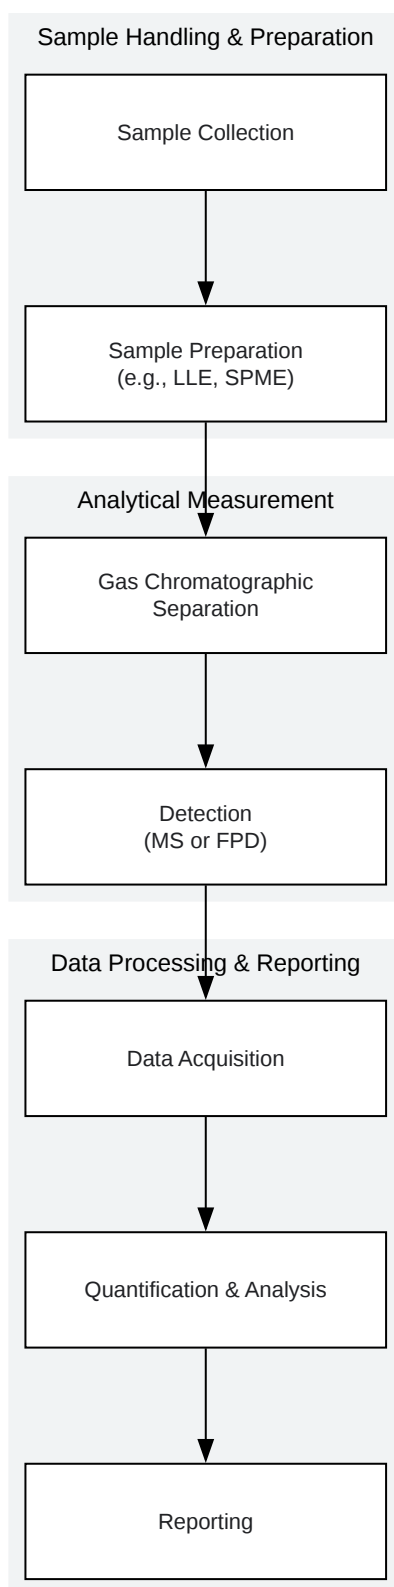 Sample Handling & Preparation
Sample Collection
Sample Preparation
(e.g., LLE, SPME)
Analytical Measurement
Gas Chromatographic
Separation
Detection
(MS or FPD)
Data Processing & Reporting
Data Acquisition
Quantification & Analysis
Reporting